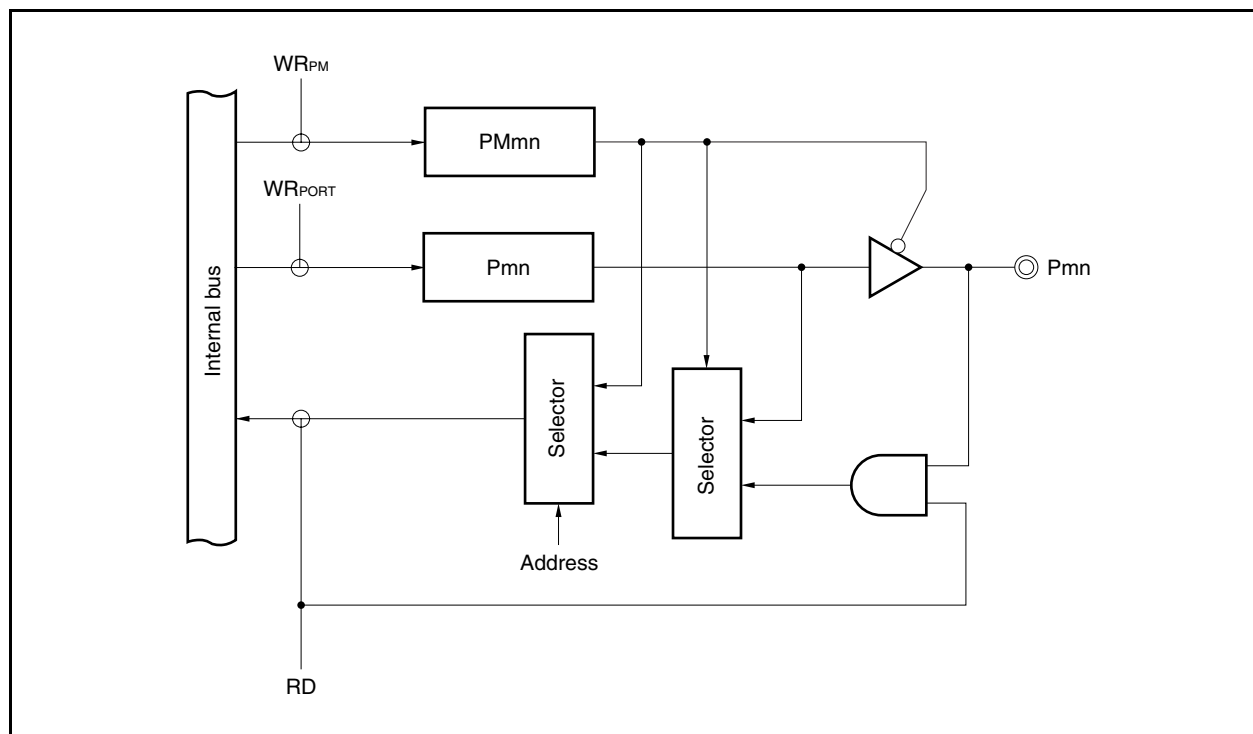 WRPM
PMmn
WRPORT
Pmn
Pmn
Internal bus
Selector
Selector
Address
RD